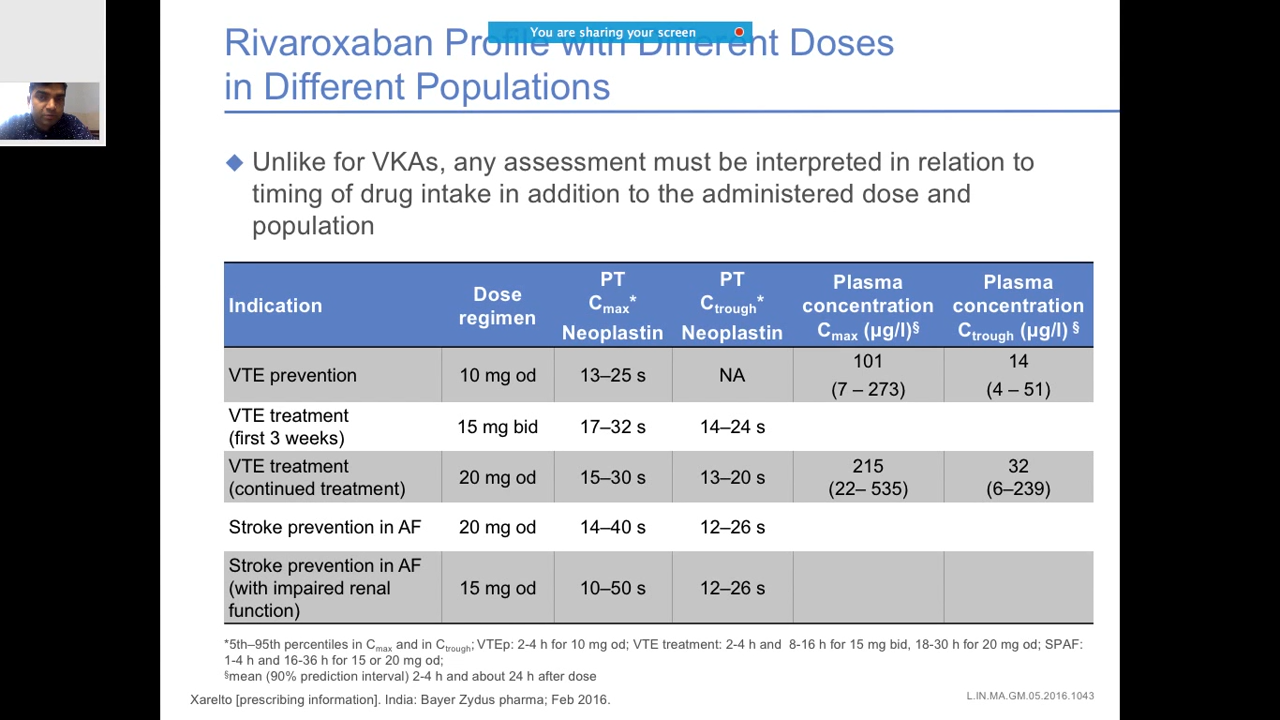 You are sharing your screen
Rivaroxaban Profile with Different Doses
in Different Populations
◆ Unlike for VKAs, any assessment must be interpreted in relation to
timing of drug intake in addition to the administered dose and
population
Indication Dose regimen PT Cmax* Neoplastin PT Ctrough* Neoplastin Plasma concentration Cmax (µg/l)§ Plasma concentration Ctrough (µg/l) §
VTE prevention 10 mg od 13–25 s NA 101 (7 – 273) 14 (4 – 51)
VTE treatment (first 3 weeks) 15 mg bid 17–32 s 14–24 s
VTE treatment (continued treatment) 20 mg od 15–30 s 13–20 s 215 (22– 535) 32 (6–239)
Stroke prevention in AF 20 mg od 14–40 s 12–26 s
Stroke prevention in AF (with impaired renal function) 15 mg od 10–50 s 12–26 s
*5th–95th percentiles in Cmax and in Ctrough; VTEp: 2-4 h for 10 mg od; VTE treatment: 2-4 h and 8-16 h for 15 mg bid, 18-30 h for 20 mg od; SPAF:
1-4 h and 16-36 h for 15 or 20 mg od;
§mean (90% prediction interval) 2-4 h and about 24 h after dose
Xarelto [prescribing information]. India: Bayer Zydus pharma; Feb 2016.
L.IN.MA.GM.05.2016.1043